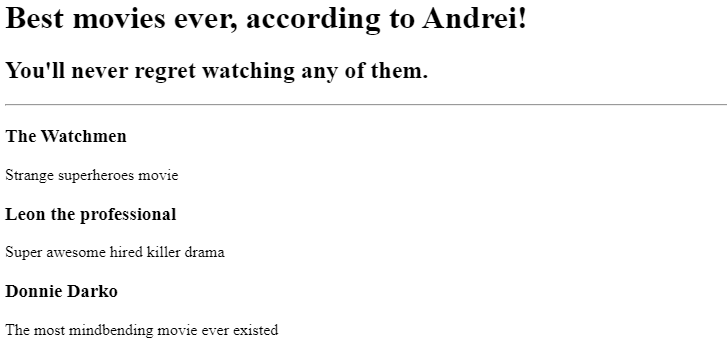 Best movies ever, according to Andrei!
You'll never regret watching any of them.
The Watchmen
Strange superheroes movie
Leon the professional
Super awesome hired killer drama
Donnie Darko
The most mindbending movie ever existed